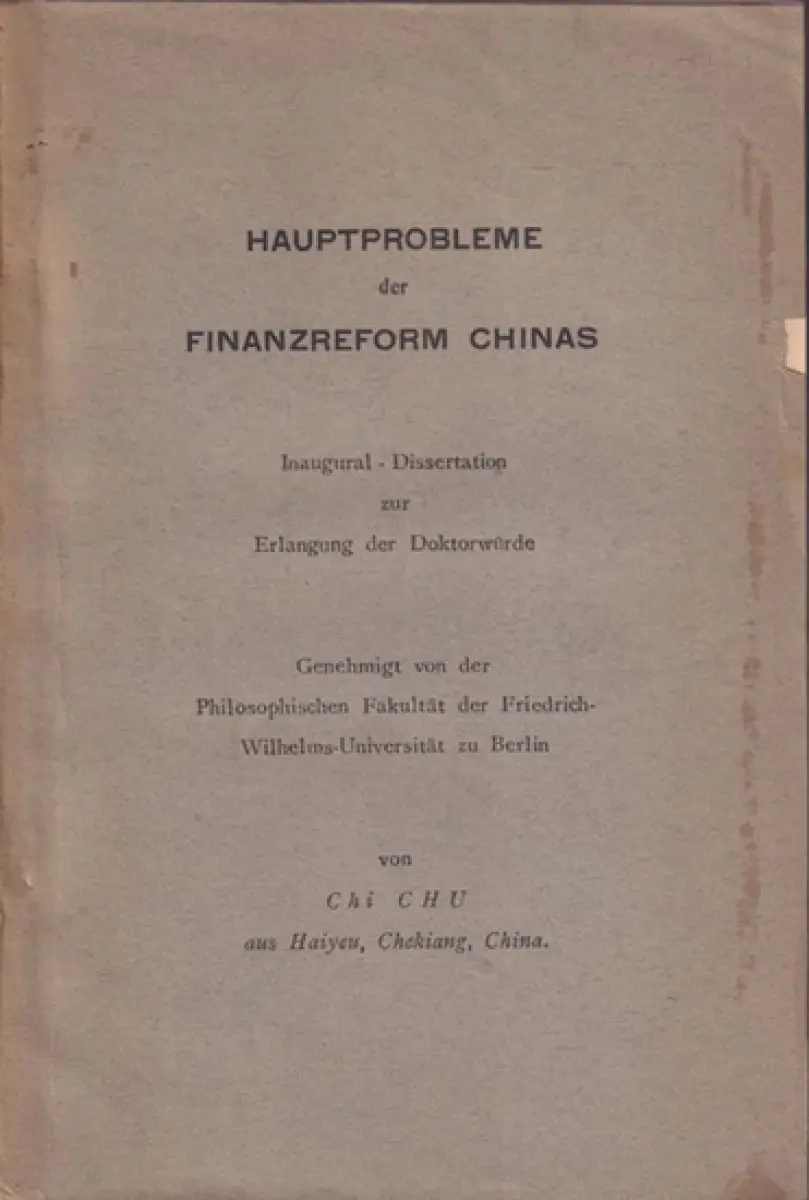 HAUPTPROBLEME
der
FINANZREFORM CHINAS
Inaugural - Dissertation
zur
Erlangung der Doktorwürde
Genehmigt von der
Philosophischen Fakultät der Friedrich-
Wilhelms-Universität zu Berlin
von
Chi CHU
aus Haiyeu, Chekiang, China.